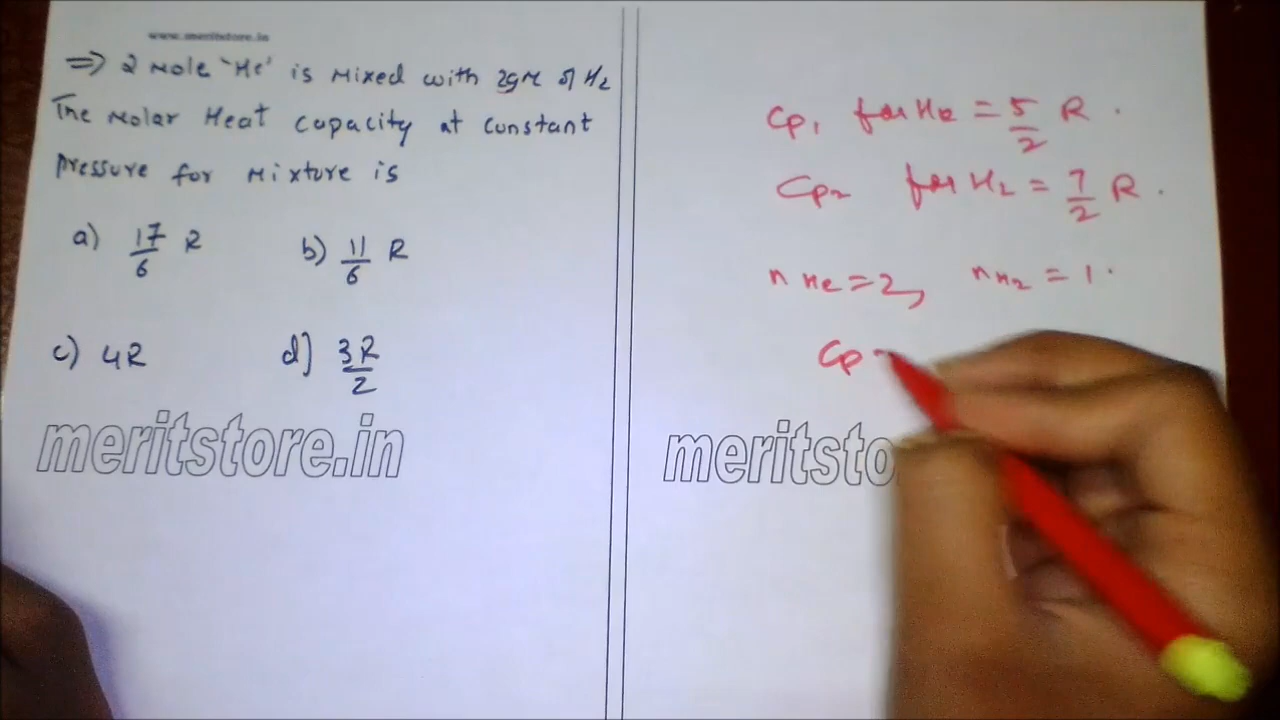 www.meritstore.in
⇒ 2 Mole 'He' is Mixed with 2gm of H2
The Molar Heat capacity at constant
pressure for Mixture is
a) 17/6 R b) 11/6 R
c) 4R d) 3R/2
meritstore.in
Cp1 for He = 5/2 R.
Cp2 for H2 = 7/2 R.
n He = 2, n H2 = 1.
Cp
meritsto